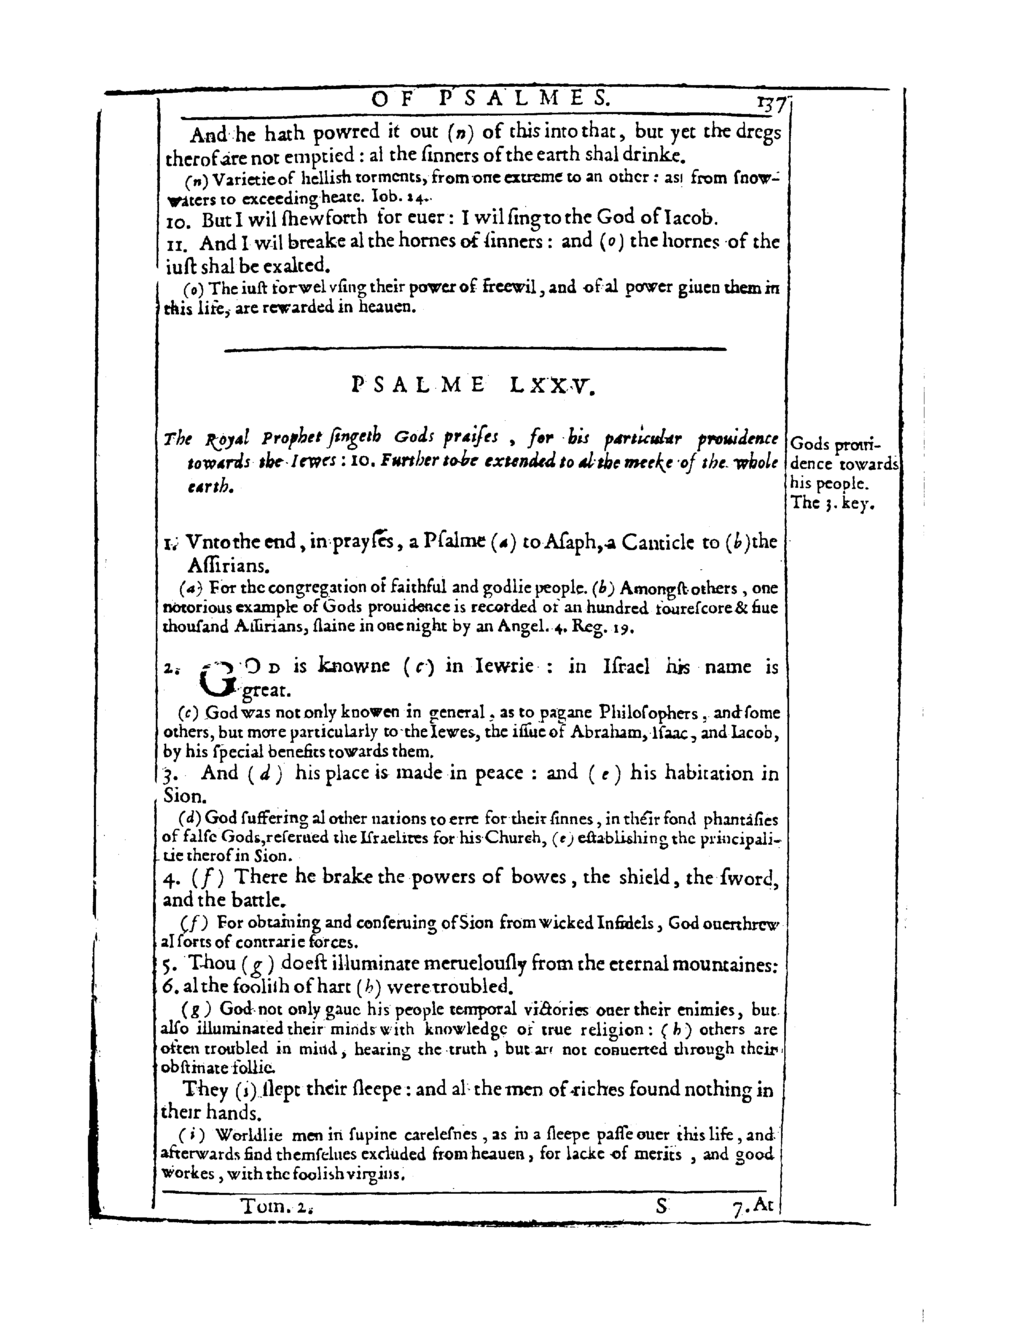 OF PSALMES. 137
And he hath powred it out (n) of this into that, but yet the dregs
therof are not emptied : al the ſinners of the earth shal drinke.
(n) Varietie of hellish torments, from one extreme to an other : as from ſnow-
waters to exceeding heate. Iob. 24.
10. But I wil ſhew forth for euer : I wil ſing to the God of Iacob.
11. And I wil breake al the hornes of ſinners : and (o) the hornes of the
iuſt shal be exalted.
(o) The iuſt for wel vſing their power of freewil, and of al power giuen them in
this life, are rewarded in heauen.
PSALME LXXV.
The Royal Prophet ſingeth Gods praiſes , for his particular prouidence
towards the Iewes : 10. Further to be extended to al the meeke of the whole
earth.
Gods proui-
dence towards
his people.
The 3. key.
1. Vnto the end, in prayſes, a Pſalme (a) to Aſaph, a Canticle to (b) the
Aſſirians.
(a) For the congregation of faithful and godlie people. (b) Amongſt others , one
notorious example of Gods prouidence is recorded of an hundred foureſcore & fiue
thouſand Aſſirians, ſlaine in one night by an Angel. 4. Reg. 19.
2. GOD is knowne (c) in Iewrie : in Iſrael his name is
great.
(c) God was not only knowen in general, as to pagane Philoſophers, and ſome
others, but more particularly to the Iewes, the iſſue of Abraham, Iſaac, and Iacob,
by his ſpecial benefits towards them.
3. And (d) his place is made in peace : and (e) his habitation in
Sion.
(d) God ſuffering al other nations to erre for their ſinnes, in their fond phantaſies
of falſe Gods, reſerued the Iſraelites for his Church, (e) eſtablishing the principali-
tie therof in Sion.
4. (f) There he brake the powers of bowes, the shield, the ſword,
and the battle.
(f) For obtaining and conſeruing of Sion from wicked Infidels, God ouerthrew
al ſorts of contrarie forces.
5. Thou (g) doeſt illuminate meruelouſly from the eternal mountaines:
6. al the foolish of hart (h) were troubled.
(g) God not only gaue his people temporal victories ouer their enimies, but
alſo illuminated their minds with knowledge of true religion : (h) others are
often troubled in mind, hearing the truth , but are not conuerted through their
obſtinate follie.
They (i) ſlept their ſleepe : and al the men of riches found nothing in
their hands.
(i) Worldlie men in ſupine careleſnes , as in a ſleepe paſſe ouer this life, and
afterwards find themſelues excluded from heauen, for lacke of merits , and good
workes, with the foolish virgins.
Tom. 2. S 7. At